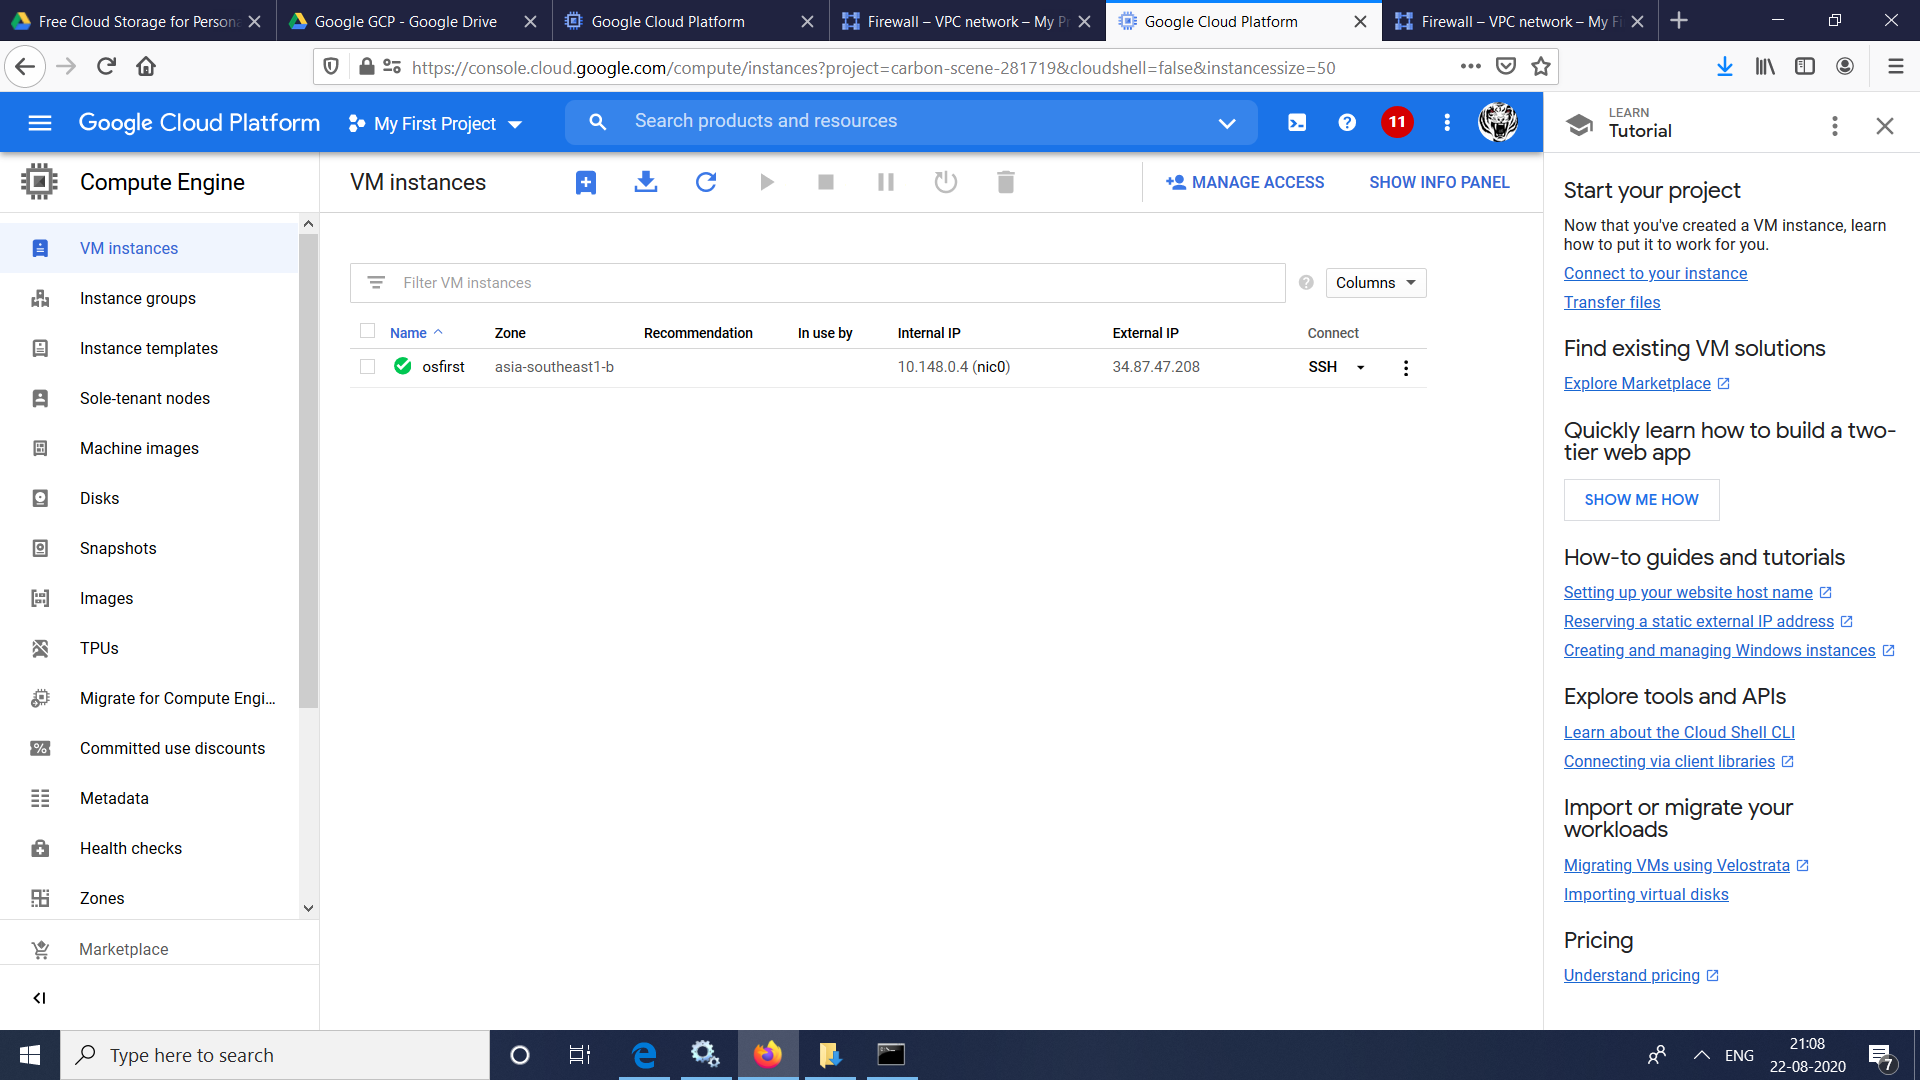 Free Cloud Storage for Persona
Google GCP - Google Drive
Google Cloud Platform
Firewall – VPC network – My Pr
Google Cloud Platform
Firewall – VPC network – My Fi
https://console.cloud.google.com/compute/instances?project=carbon-scene-281719&cloudshell=false&instancessize=50
Google Cloud Platform
My First Project
Search products and resources
11
LEARN
Tutorial
Compute Engine
VM instances
MANAGE ACCESS
SHOW INFO PANEL
VM instances
Instance groups
Instance templates
Sole-tenant nodes
Machine images
Disks
Snapshots
Images
TPUs
Migrate for Compute Engi...
Committed use discounts
Metadata
Health checks
Zones
Marketplace
Filter VM instances
Columns
Name Zone Recommendation In use by Internal IP External IP Connect
osfirst asia-southeast1-b 10.148.0.4 (nic0) 34.87.47.208 SSH
Start your project
Now that you've created a VM instance, learn
how to put it to work for you.
Connect to your instance
Transfer files
Find existing VM solutions
Explore Marketplace
Quickly learn how to build a two-
tier web app
SHOW ME HOW
How-to guides and tutorials
Setting up your website host name
Reserving a static external IP address
Creating and managing Windows instances
Explore tools and APIs
Learn about the Cloud Shell CLI
Connecting via client libraries
Import or migrate your
workloads
Migrating VMs using Velostrata
Importing virtual disks
Pricing
Understand pricing
Type here to search
ENG
21:08
22-08-2020
7